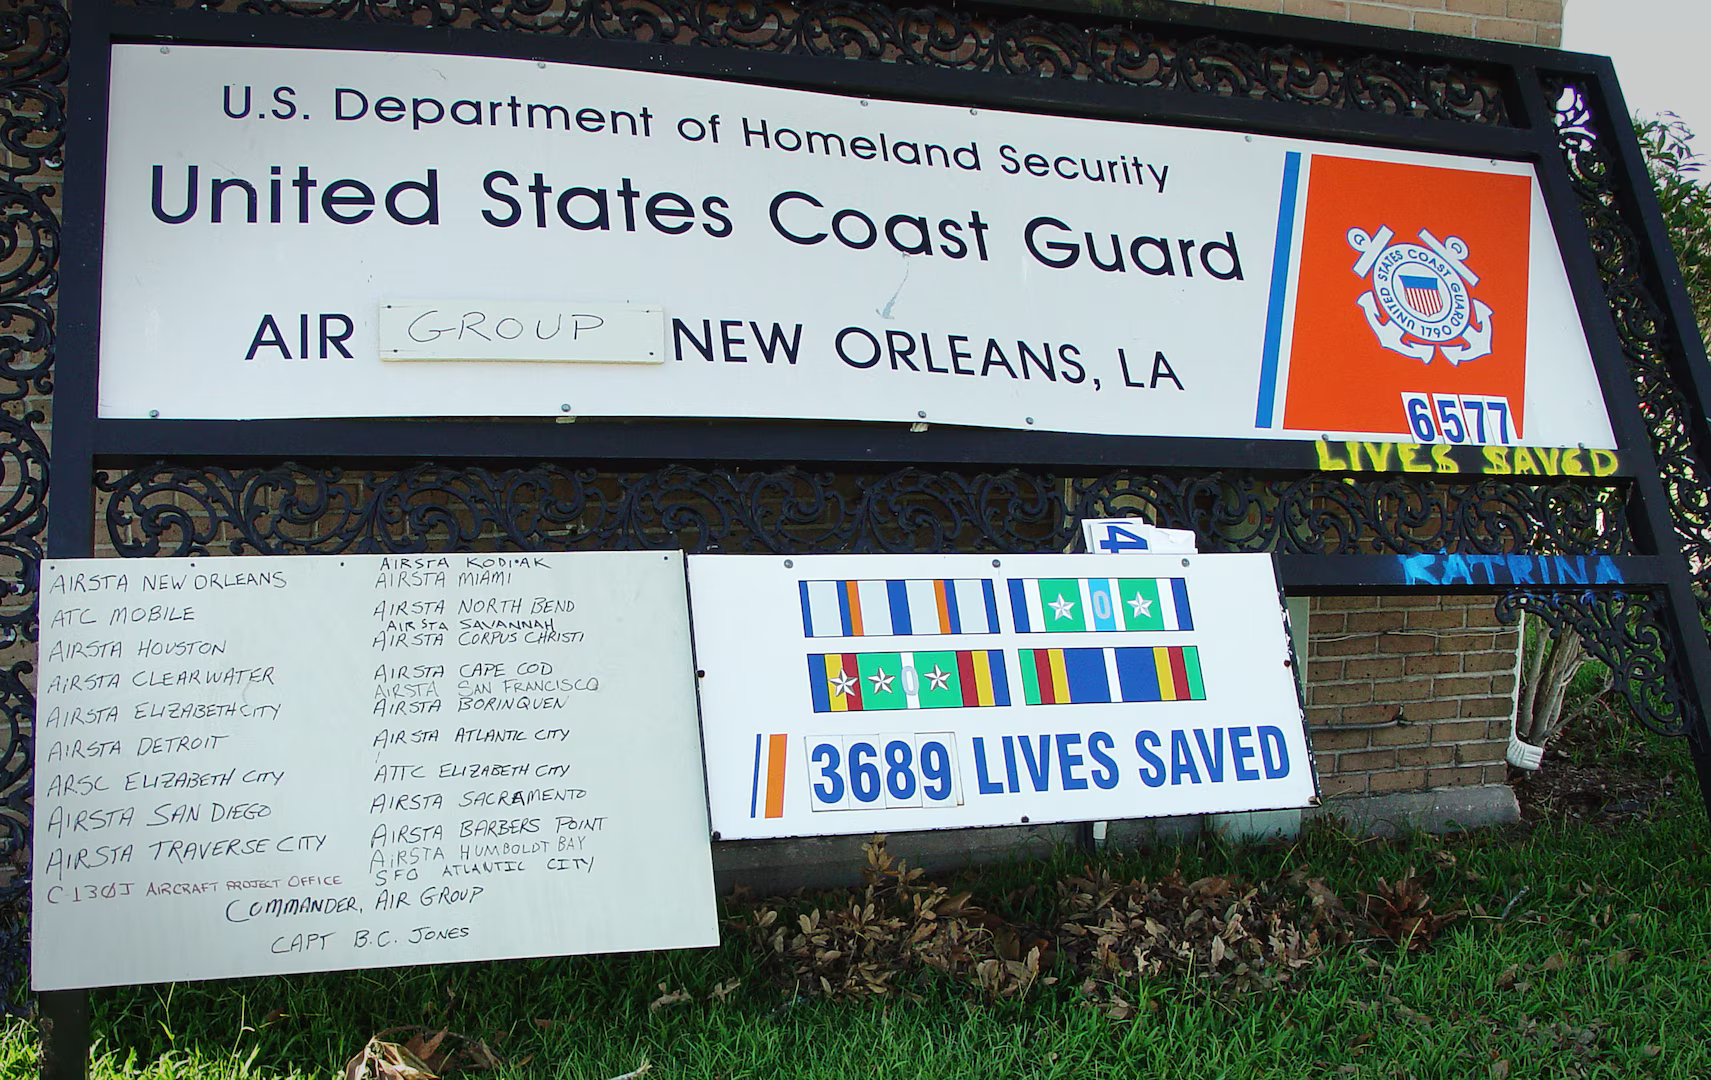 U.S. Department of Homeland Security
United States Coast Guard
AIR GROUP NEW ORLEANS, LA
UNITED STATES COAST GUARD
1790
6577
LIVES SAVED
KATRINA
4
AIRSTA NEW ORLEANS
ATC MOBILE
AIRSTA HOUSTON
AIRSTA CLEARWATER
AIRSTA ELIZABETH CITY
AIRSTA DETROIT
ARSC ELIZABETH CITY
AIRSTA SAN DIEGO
AIRSTA TRAVERSE CITY
C-130J AIRCRAFT PROJECT OFFICE
AIRSTA KODIAK
AIRSTA MIAMI
AIRSTA NORTH BEND
AIRSTA SAVANNAH
AIRSTA CORPUS CHRISTI
AIRSTA CAPE COD
AIRSTA SAN FRANCISCO
AIRSTA BORINQUEN
AIRSTA ATLANTIC CITY
ATTC ELIZABETH CITY
AIRSTA SACRAMENTO
AIRSTA BARBERS POINT
AIRSTA HUMBOLDT BAY
SFO ATLANTIC CITY
COMMANDER, AIR GROUP
CAPT B.C. JONES
0
0
3689 LIVES SAVED